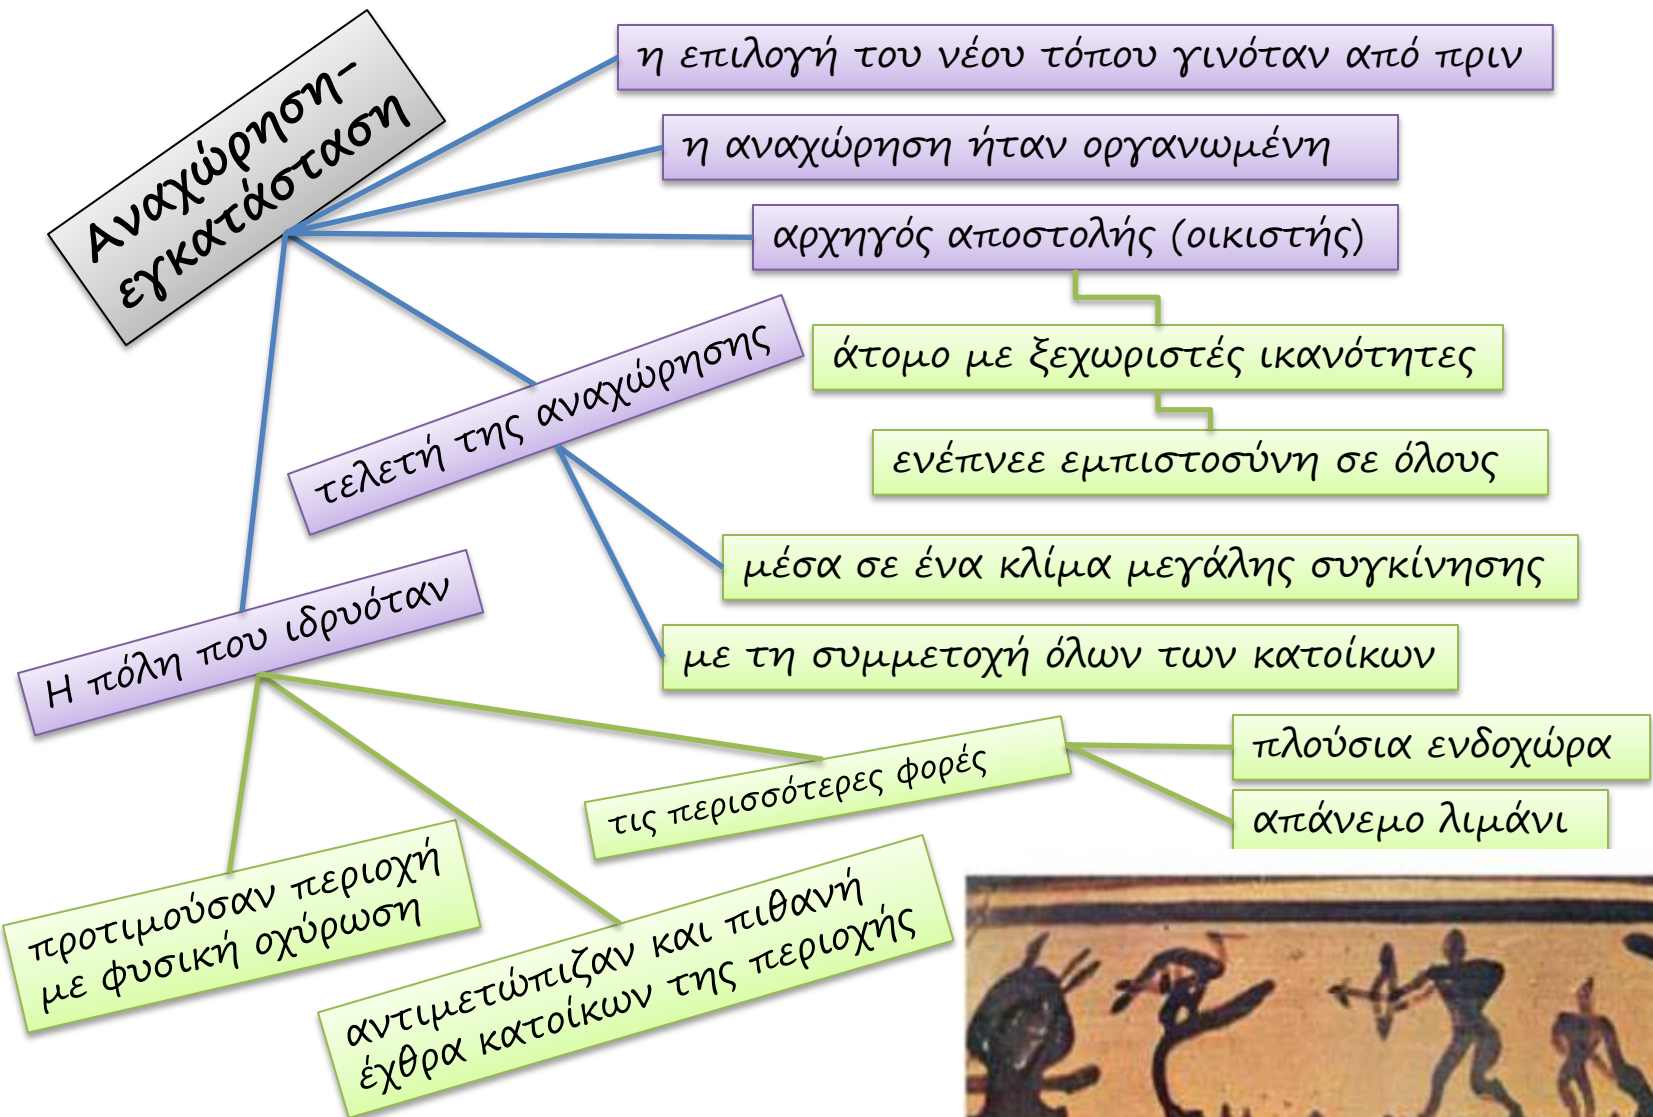 Αναχώρηση-
εγκατάσταση
η επιλογή του νέου τόπου γινόταν από πριν
η αναχώρηση ήταν οργανωμένη
αρχηγός αποστολής (οικιστής)
άτομο με ξεχωριστές ικανότητες
ενέπνεε εμπιστοσύνη σε όλους
τελετή της αναχώρησης
μέσα σε ένα κλίμα μεγάλης συγκίνησης
με τη συμμετοχή όλων των κατοίκων
Η πόλη που ιδρυόταν
τις περισσότερες φορές
πλούσια ενδοχώρα
απάνεμο λιμάνι
προτιμούσαν περιοχή
με φυσική οχύρωση
αντιμετώπιζαν και πιθανή
έχθρα κατοίκων της περιοχής